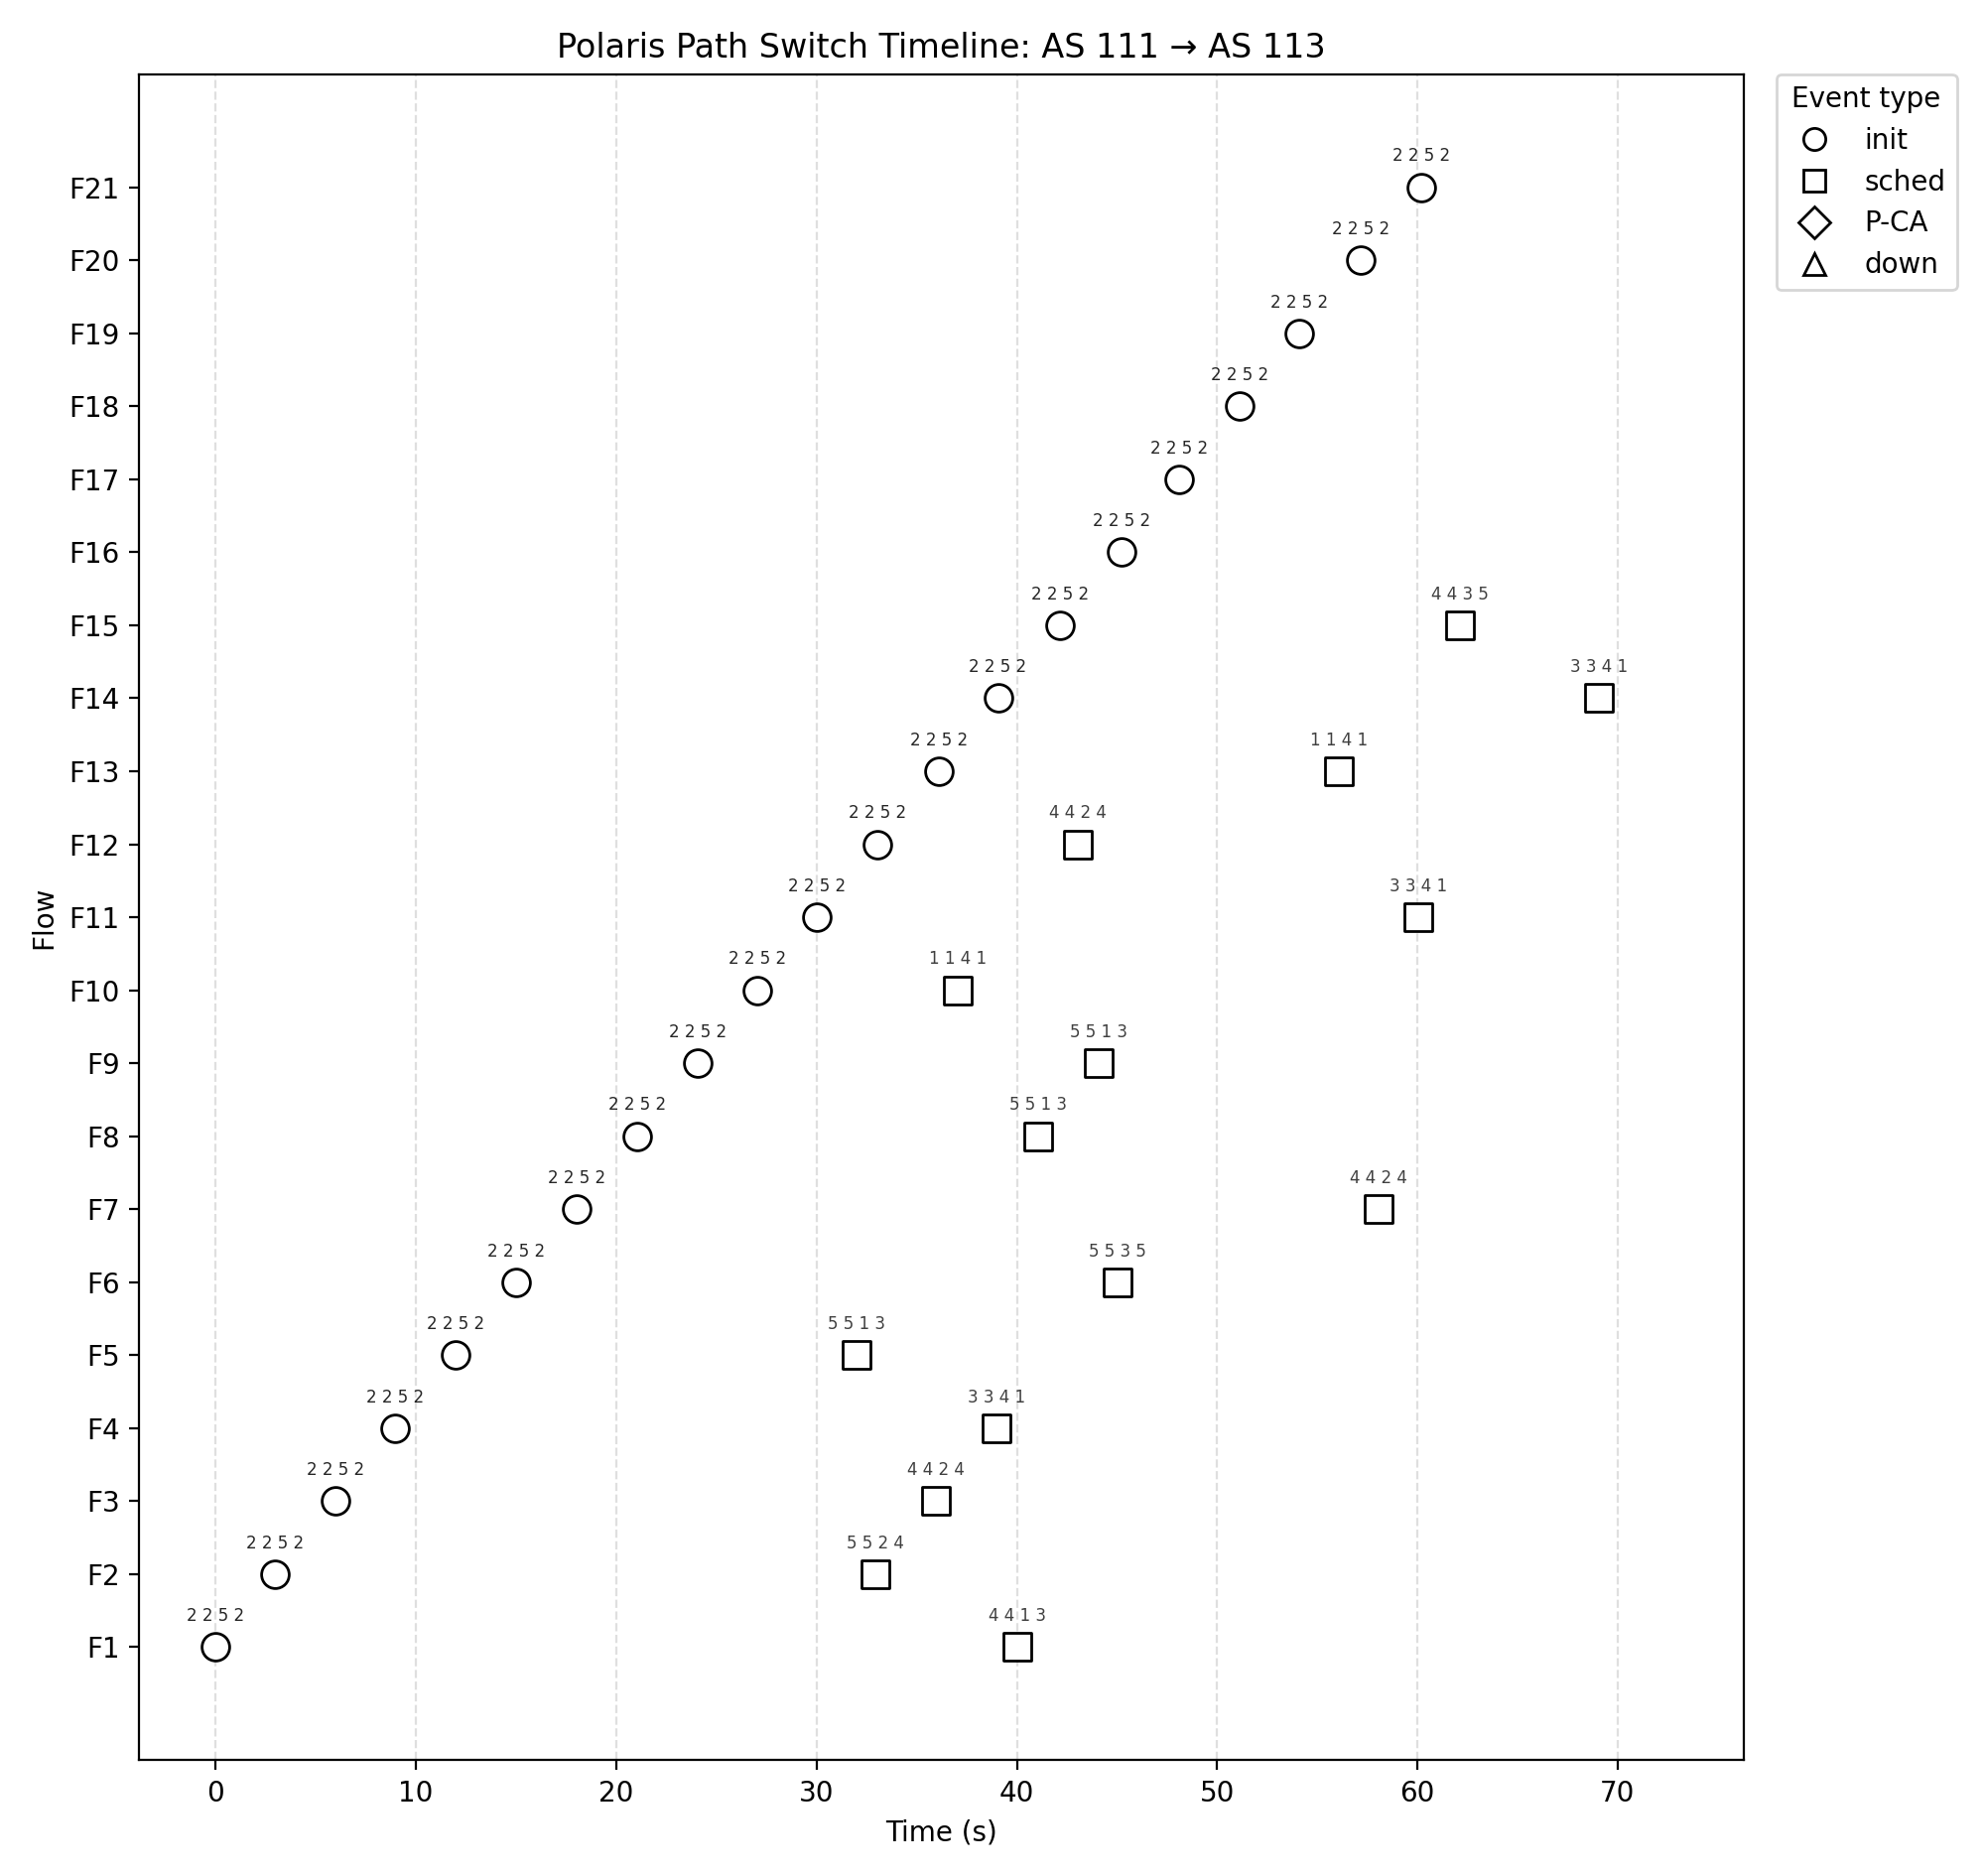 Polaris Path Switch Timeline: AS 111 → AS 113
Event type
init
sched
P-CA
down
Flow
2 2 5 2
F21
2 2 5 2
F20
2 2 5 2
F19
2 2 5 2
F18
2 2 5 2
F17
2 2 5 2
F16
2 2 5 2 4 4 3 5
F15
2 2 5 2 3 3 4 1
F14
2 2 5 2 1 1 4 1
F13
2 2 5 2 4 4 2 4
F12
2 2 5 2 3 3 4 1
F11
2 2 5 2 1 1 4 1
F10
2 2 5 2 5 5 1 3
F9
2 2 5 2 5 5 1 3
F8
2 2 5 2 4 4 2 4
F7
2 2 5 2 5 5 3 5
F6
2 2 5 2 5 5 1 3
F5
2 2 5 2 3 3 4 1
F4
2 2 5 2 4 4 2 4
F3
2 2 5 2 5 5 2 4
F2
2 2 5 2 4 4 1 3
F1
0 10 20 30 40 50 60 70
Time (s)